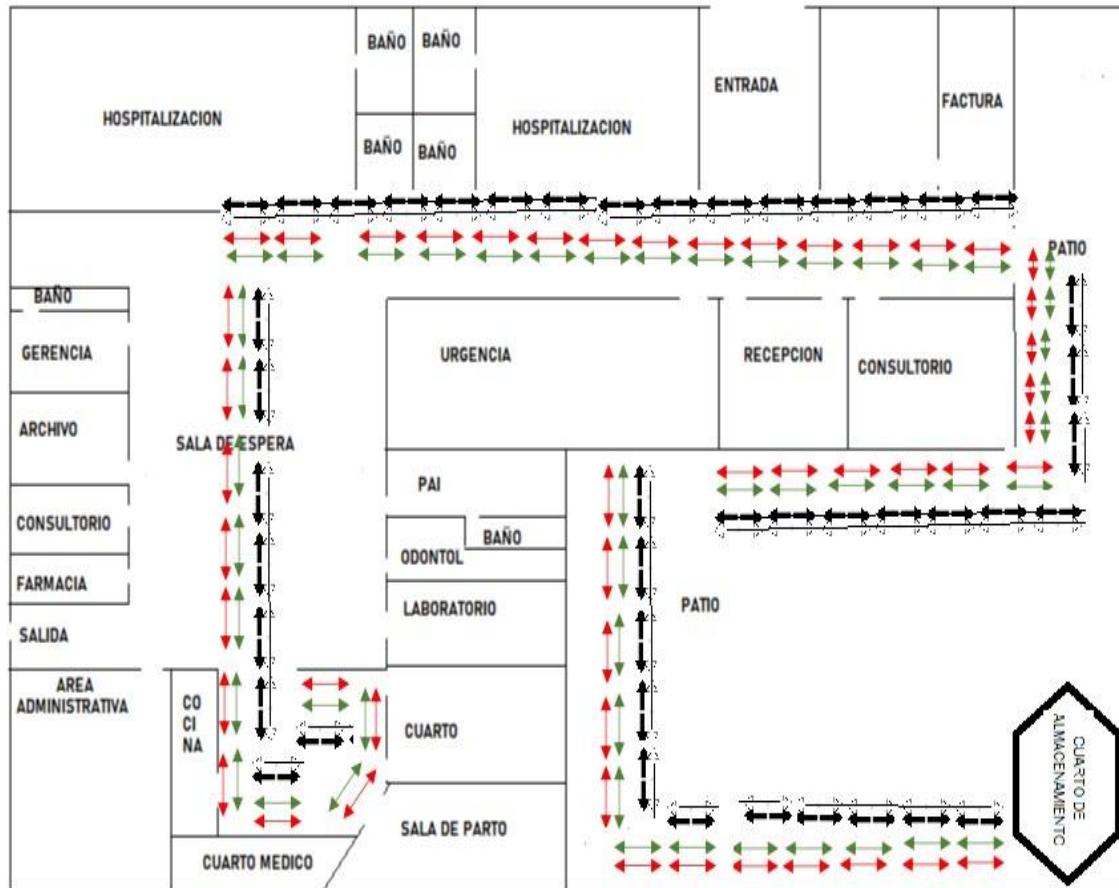 BAÑO
BAÑO
ENTRADA
FACTURA
HOSPITALIZACION
HOSPITALIZACION
BAÑO
BAÑO
PATIO
BAÑO
GERENCIA
URGENCIA
RECEPCION
CONSULTORIO
ARCHIVO
SALA DE ESPERA
PAI
CONSULTORIO
BAÑO
ODONTOL
FARMACIA
LABORATORIO
PATIO
SALIDA
AREA
ADMINISTRATIVA
CO
CI
NA
CUARTO
CUARTO DE
ALMACENAMIENTO
SALA DE PARTO
CUARTO MEDICO